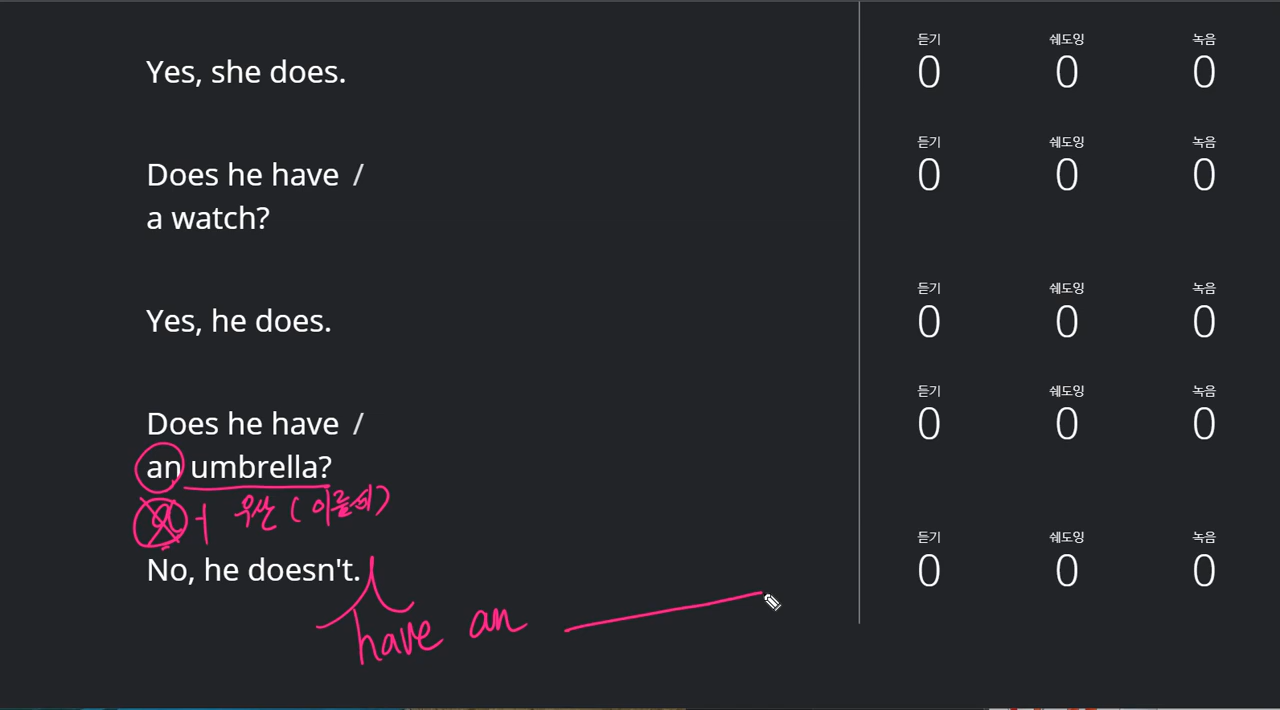 듣기 쉐도잉 녹음
Yes, she does. 0 0 0
듣기 쉐도잉 녹음
Does he have / 0 0 0
a watch?
듣기 쉐도잉 녹음
Yes, he does. 0 0 0
듣기 쉐도잉 녹음
Does he have / 0 0 0
an umbrella?
우산 (이름씨)
듣기 쉐도잉 녹음
No, he doesn't. 0 0 0
have an